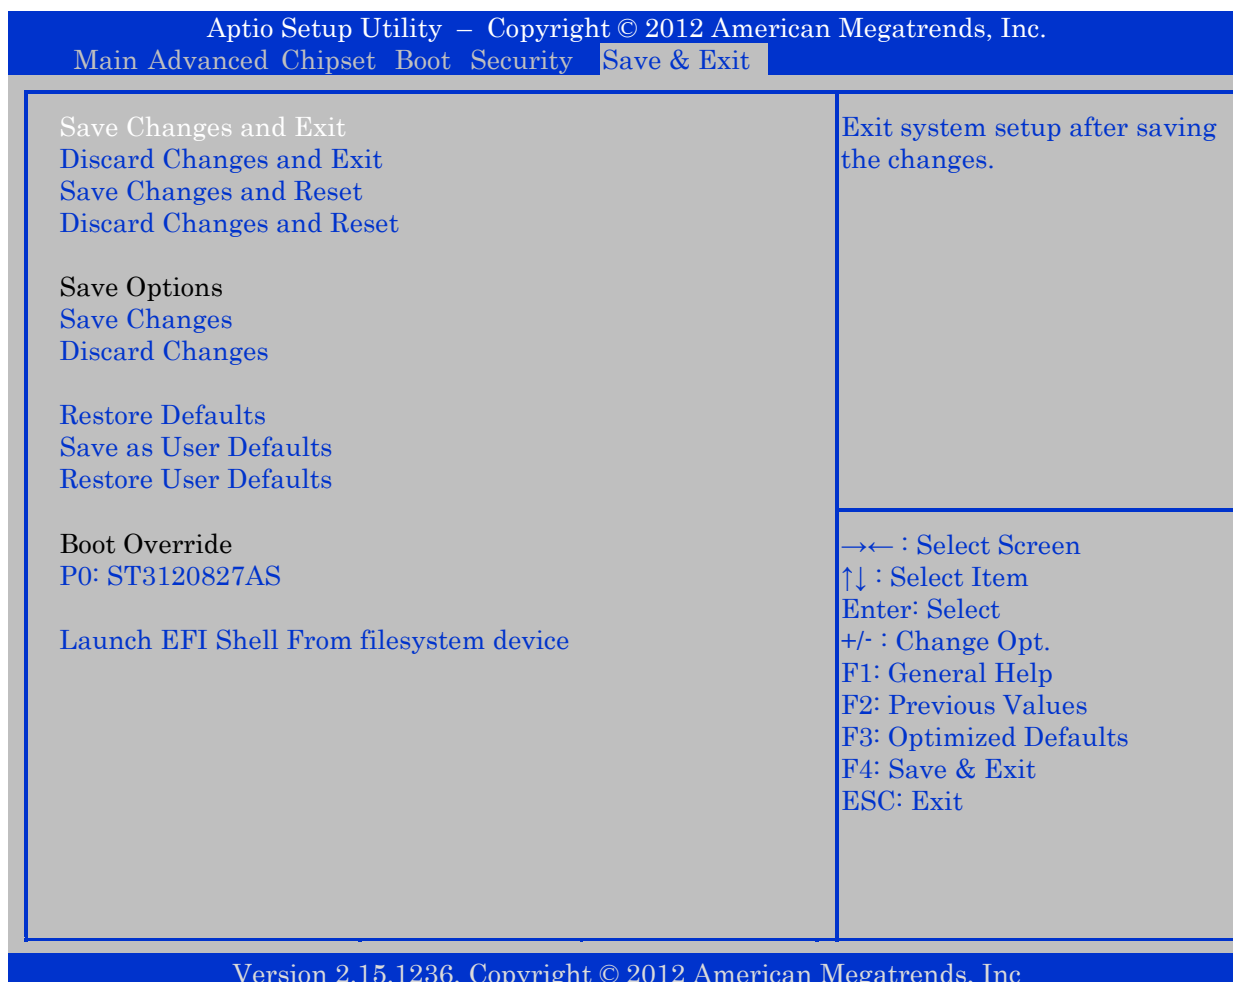 Aptio Setup Utility – Copyright © 2012 American Megatrends, Inc.
Main Advanced Chipset Boot Security Save & Exit
Save Changes and Exit
Discard Changes and Exit
Save Changes and Reset
Discard Changes and Reset
Save Options
Save Changes
Discard Changes
Restore Defaults
Save as User Defaults
Restore User Defaults
Boot Override
P0: ST3120827AS
Launch EFI Shell From filesystem device
Exit system setup after saving
the changes.
→← : Select Screen
↑↓ : Select Item
Enter: Select
+/- : Change Opt.
F1: General Help
F2: Previous Values
F3: Optimized Defaults
F4: Save & Exit
ESC: Exit
Version 2.15.1236. Copyright © 2012 American Megatrends, Inc